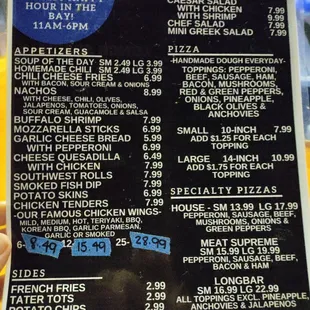 HOUR IN THE
BAY!
11AM-6PM
APPETIZERS
SOUP OF THE DAY SM 2.49 LG 3.99
HOMEMADE CHILI SM 2.49 LG 4.99
CHILI CHEESE FRIES 6.99
WITH BACON, SOUR CREAM & ONIONS
NACHOS 8.99
WITH CHEESE, CHILI, OLIVES,
JALAPENOS, TOMATOES, ONIONS,
SOUR CREAM, GUACAMOLE & SALSA
BUFFALO SHRIMP 7.99
MOZZARELLA STICKS 6.99
GARLIC CHEESE BREAD 5.99
WITH PEPPERONI 6.99
CHEESE QUESADILLA 6.49
WITH CHICKEN 7.99
SOUTHWEST ROLLS 7.99
SMOKED FISH DIP 7.99
POTATO SKINS 7.99
CHICKEN TENDERS 7.99
-OUR FAMOUS CHICKEN WINGS-
MILD, MEDIUM, HOT, TERIYAKI, BBQ,
KOREAN BBQ, GARLIC PARMESAN,
GARLIC OR SMOKED
6- 8.49 12 15.49 25- 28.99
SIDES
FRENCH FRIES 2.99
TATER TOTS 2.99
POTATO CHIPS
CAESAR SALAD
WITH CHICKEN 7.99
WITH SHRIMP 9.99
CHEF SALAD 7.99
MINI GREEK SALAD 7.99
PIZZA
-HANDMADE DOUGH EVERYDAY-
TOPPINGS: PEPPERONI,
BEEF, SAUSAGE, HAM,
BACON, MUSHROOMS,
RED & GREEN PEPPERS,
ONIONS, PINEAPPLE,
BLACK OLIVES &
ANCHOVIES
SMALL 10-INCH 7.99
ADD $1.25 FOR EACH
TOPPING
LARGE 14-INCH 10.99
ADD $1.75 FOR EACH
TOPPING
SPECIALTY PIZZAS
HOUSE - SM 13.99 LG 17.99
PEPPERONI, SAUSAGE, BEEF,
MUSHROOMS, ONIONS &
GREEN PEPPERS
MEAT SUPREME
SM 15.99 LG 19.99
PEPPERONI, SAUSAGE, BEEF,
BACON & HAM
LONGBAR
SM 16.99 LG 22.99
ALL TOPPINGS EXCL. PINEAPPLE,
ANCHOVIES & JALAPENOS